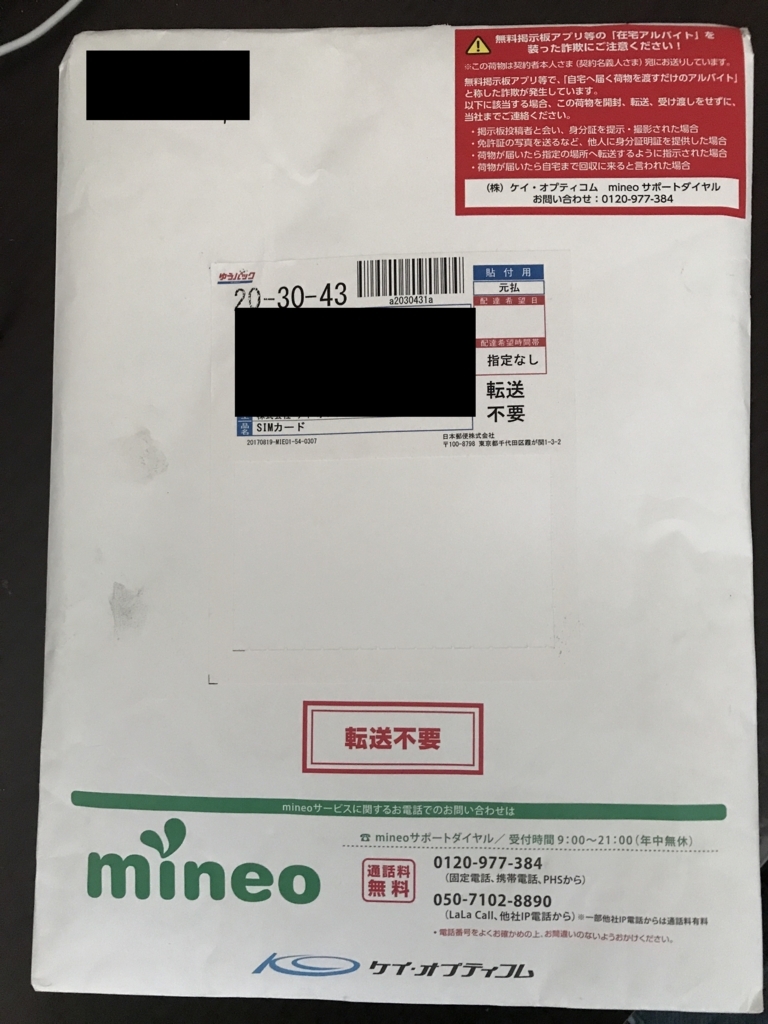 無料掲示板アプリ等の「在宅アルバイト」を
装った詐欺にご注意ください！
※この荷物は契約者本人さま(契約名義人さま)宛にお送りしています。
無料掲示板アプリ等で、「自宅へ届く荷物を渡すだけのアルバイト」
と称した詐欺が発生しています。
以下に該当する場合、この荷物を開封、転送、受け渡しをせずに、
当社までご連絡ください。
・掲示板投稿者と会い、身分証を提示・撮影された場合
・免許証の写真を送るなど、他人に身分証明証を提供した場合
・荷物が届いたら指定の場所へ転送するように指示された場合
・荷物が届いたら自宅まで回収に来ると言われた場合
(株) ケイ・オプティコム mineo サポートダイヤル
お問い合わせ：0120-977-384
ゆうパック
20-30-43
a2030431a
貼付用
元払
配達希望日
配達希望時間帯
指定なし
転送
不要
品名 SIMカード
20170819-MIE01-54-0307
日本郵便株式会社
〒100-8798 東京都千代田区霞が関1-3-2
転送不要
mineoサービスに関するお電話でのお問い合わせは
mineo
☎ mineoサポートダイヤル／受付時間 9:00～21:00(年中無休)
通話料
無料
0120-977-384
(固定電話、携帯電話、PHSから)
050-7102-8890
(LaLa Call、他社IP電話から) ※一部他社IP電話からは通話料有料
・電話番号をよくお確かめの上、お間違いのないようおかけください。
ケイ・オプティコム